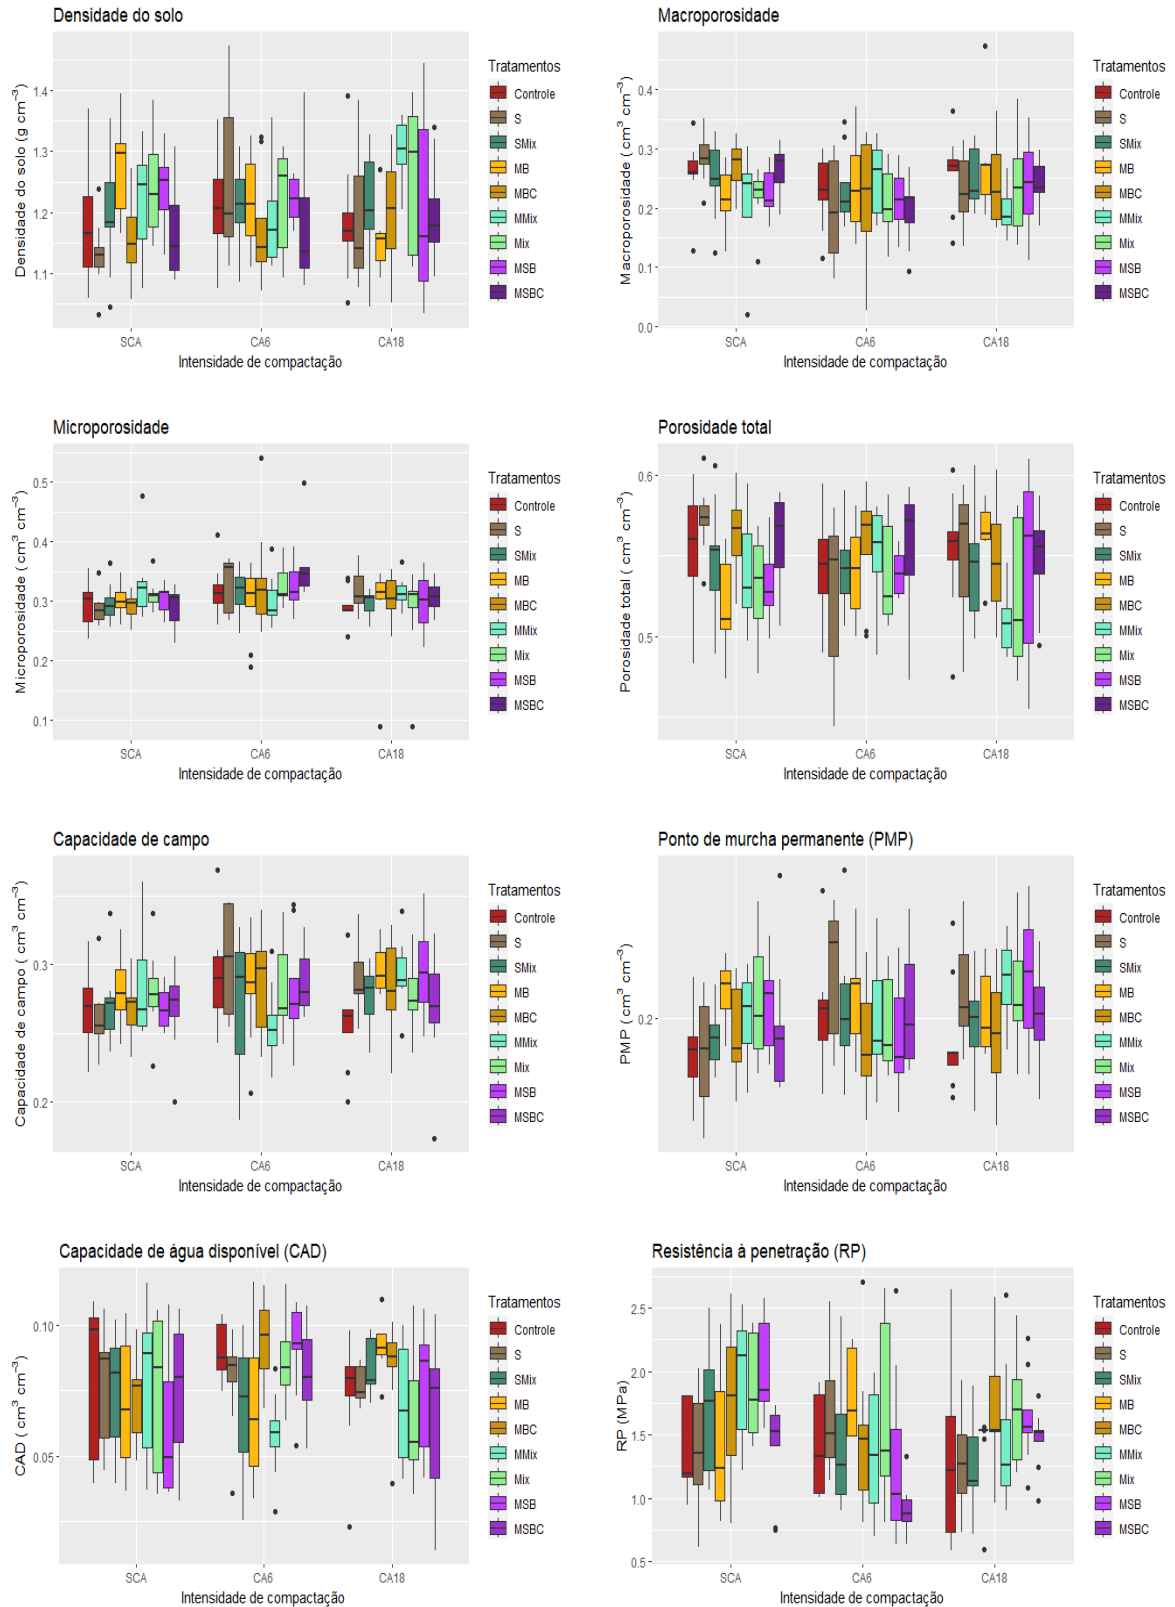 Densidade do solo
Densidade do solo (g cm⁻³)
1.4
1.3
1.2
1.1
SCA
CA6
CA18
Intensidade de compactação
Tratamentos
Controle
S
SMix
MB
MBC
MMix
Mix
MSB
MSBC
Macroporosidade
Macroporosidade ( cm³ cm⁻³)
0.4
0.3
0.2
0.1
0.0
SCA
CA6
CA18
Intensidade de compactação
Tratamentos
Controle
S
SMix
MB
MBC
MMix
Mix
MSB
MSBC
Microporosidade
Microporosidade ( cm³ cm⁻³)
0.5
0.4
0.3
0.2
0.1
SCA
CA6
CA18
Intensidade de compactação
Tratamentos
Controle
S
SMix
MB
MBC
MMix
Mix
MSB
MSBC
Porosidade total
Porosidade total ( cm³ cm⁻³)
0.6
0.5
SCA
CA6
CA18
Intensidade de compactação
Tratamentos
Controle
S
SMix
MB
MBC
MMix
Mix
MSB
MSBC
Capacidade de campo
Capacidade de campo ( cm³ cm⁻³)
0.3
0.2
SCA
CA6
CA18
Intensidade de compactação
Tratamentos
Controle
S
SMix
MB
MBC
MMix
Mix
MSB
MSBC
Ponto de murcha permanente (PMP)
PMP ( cm³ cm⁻³)
0.2
SCA
CA6
CA18
Intensidade de compactação
Tratamentos
Controle
S
SMix
MB
MBC
MMix
Mix
MSB
MSBC
Capacidade de água disponível (CAD)
CAD ( cm³ cm⁻³)
0.10
0.05
SCA
CA6
CA18
Intensidade de compactação
Tratamentos
Controle
S
SMix
MB
MBC
MMix
Mix
MSB
MSBC
Resistência à penetração (RP)
RP (MPa)
2.5
2.0
1.5
1.0
0.5
SCA
CA6
CA18
Intensidade de compactação
Tratamentos
Controle
S
SMix
MB
MBC
MMix
Mix
MSB
MSBC